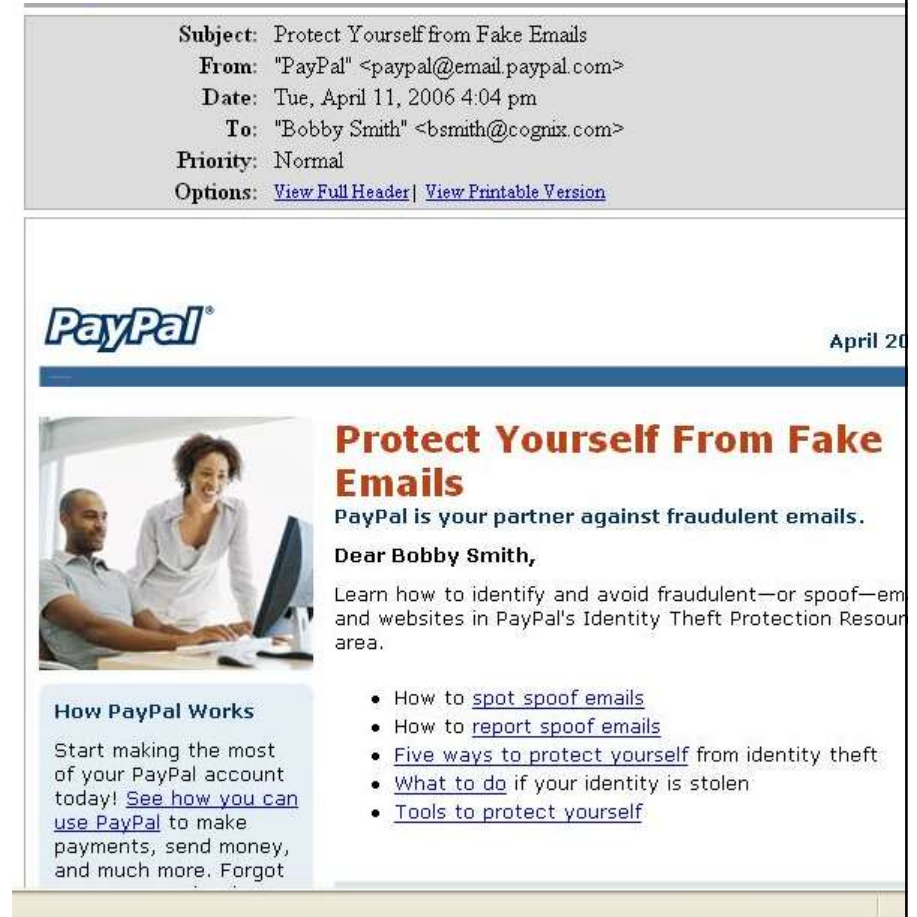 Subject: Protect Yourself from Fake Emails
From: "PayPal" <paypal@email.paypal.com>
Date: Tue, April 11, 2006 4:04 pm
To: "Bobby Smith" <bsmith@cognix.com>
Priority: Normal
Options: View Full Header | View Printable Version
PayPal®
April 20
Protect Yourself From Fake
Emails
PayPal is your partner against fraudulent emails.
Dear Bobby Smith,
Learn how to identify and avoid fraudulent—or spoof—em
and websites in PayPal's Identity Theft Protection Resour
area.
• How to spot spoof emails
• How to report spoof emails
• Five ways to protect yourself from identity theft
• What to do if your identity is stolen
• Tools to protect yourself
How PayPal Works
Start making the most
of your PayPal account
today! See how you can
use PayPal to make
payments, send money,
and much more. Forgot